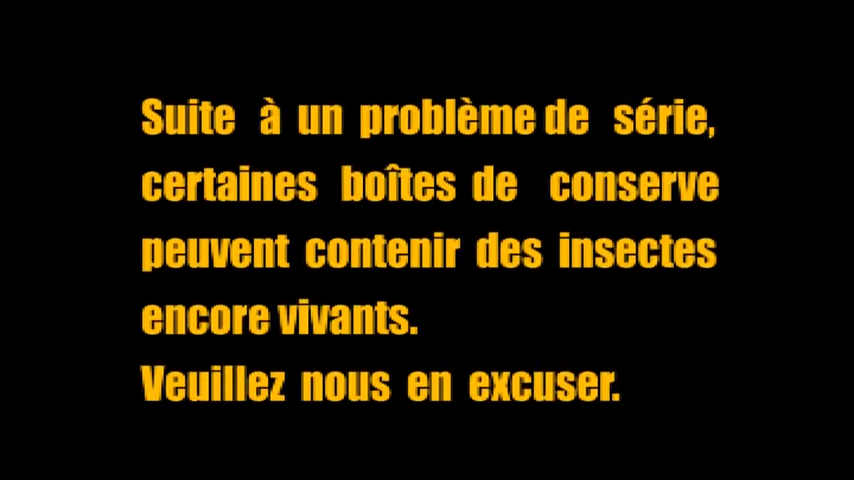 Suite à un problème de série,
certaines boîtes de conserve
peuvent contenir des insectes
encore vivants.
Veuillez nous en excuser.